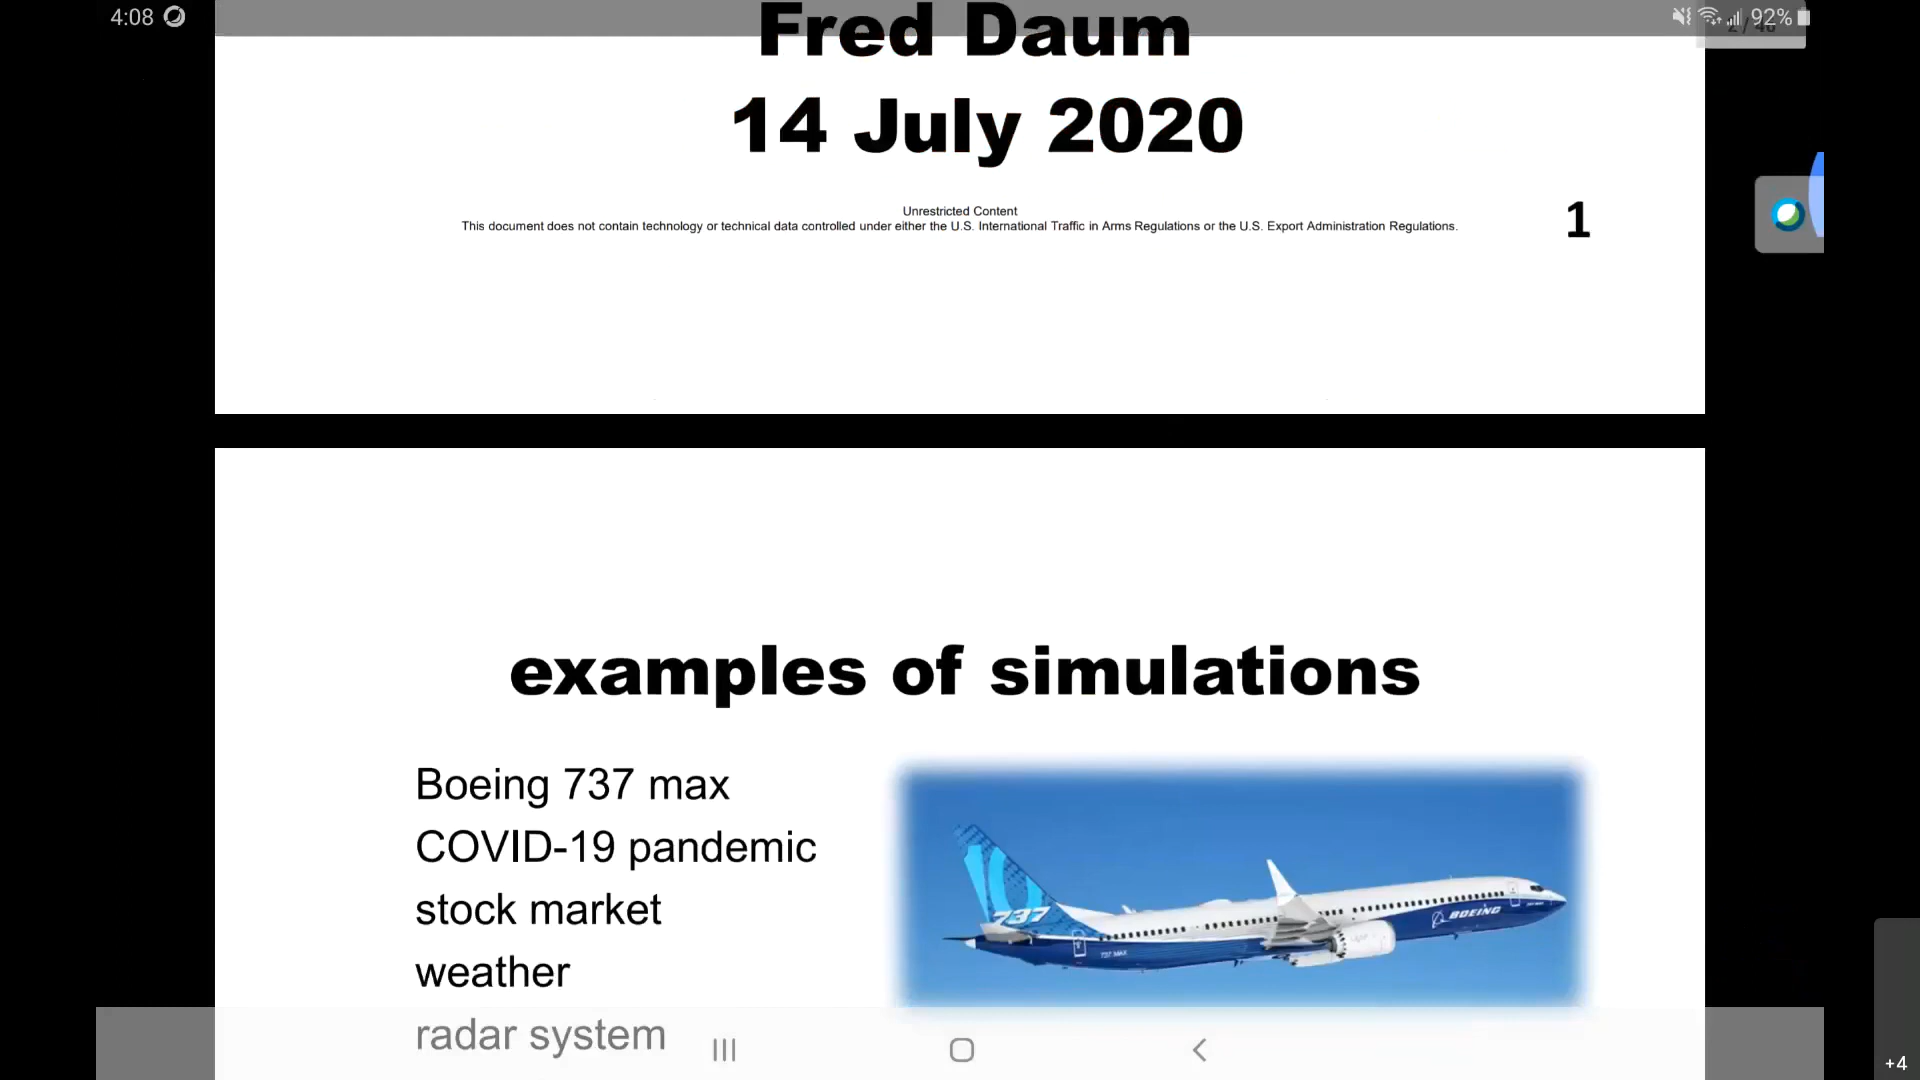 4:08
92%
Fred Daum
14 July 2020
Unrestricted Content
This document does not contain technology or technical data controlled under either the U.S. International Traffic in Arms Regulations or the U.S. Export Administration Regulations.
1
examples of simulations
Boeing 737 max
COVID-19 pandemic
stock market
weather
radar system
737
737 MAX
BOEING
+4